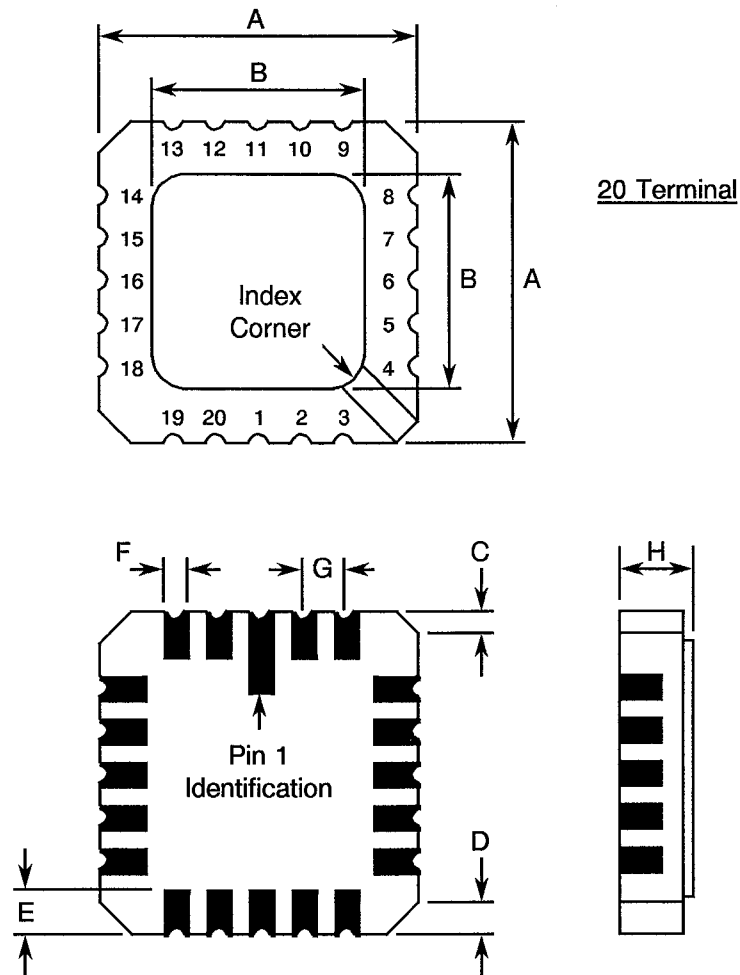 A
B
13 12 11 10 9
20 Terminal
14 8
15 7
16 6
17 5
18 4
B A
Index
Corner
19 20 1 2 3
F G C H
Pin 1
Identification
D
E